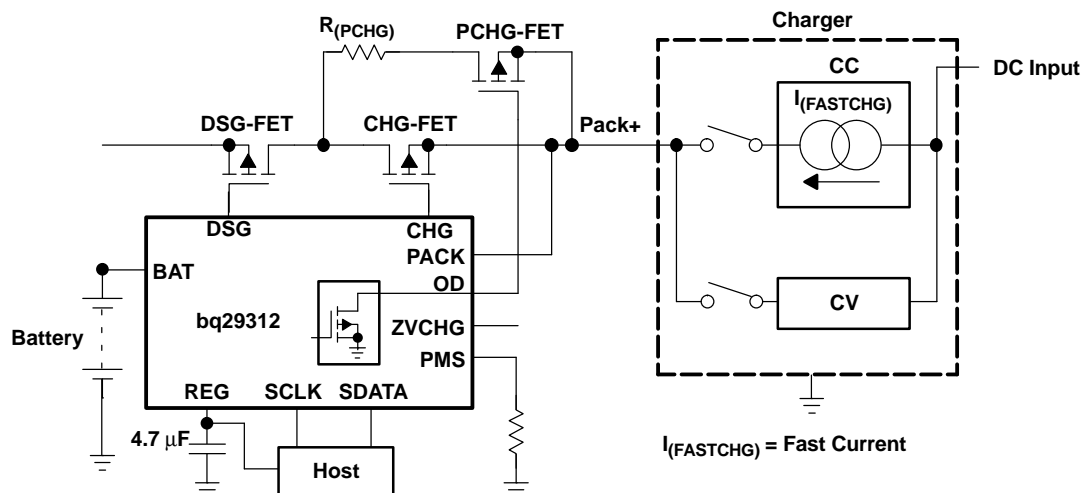 Charger
R(PCHG)
PCHG-FET
CC
DC Input
I(FASTCHG)
DSG-FET
CHG-FET
Pack+
DSG
CHG
PACK
BAT
OD
bq29312
ZVCHG
CV
Battery
PMS
REG
SCLK
SDATA
4.7 μF
Host
I(FASTCHG) = Fast Current